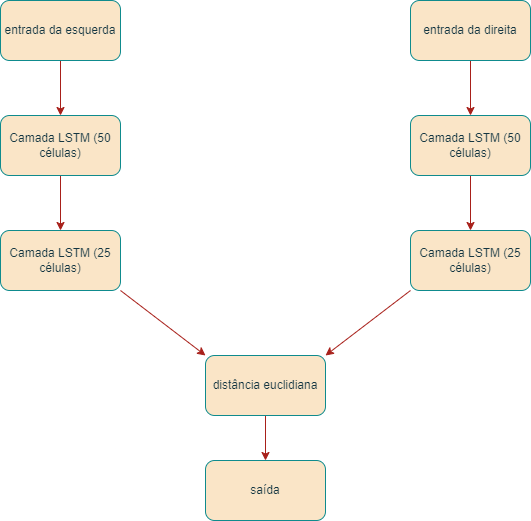 entrada da esquerda
entrada da direita
Camada LSTM (50
células)
Camada LSTM (50
células)
Camada LSTM (25
células)
Camada LSTM (25
células)
distância euclidiana
saída